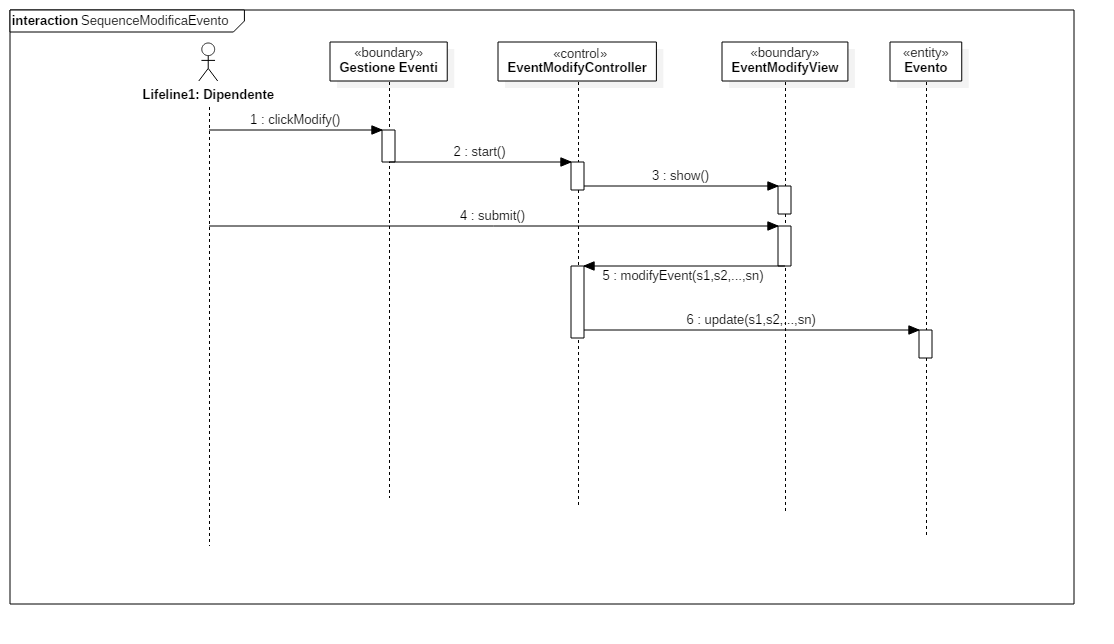 interaction SequenceModificaEvento
«boundary»
Gestione Eventi
«control»
EventModifyController
«boundary»
EventModifyView
«entity»
Evento
Lifeline1: Dipendente
1 : clickModify()
2 : start()
3 : show()
4 : submit()
5 : modifyEvent(s1,s2,...,sn)
6 : update(s1,s2,...,sn)